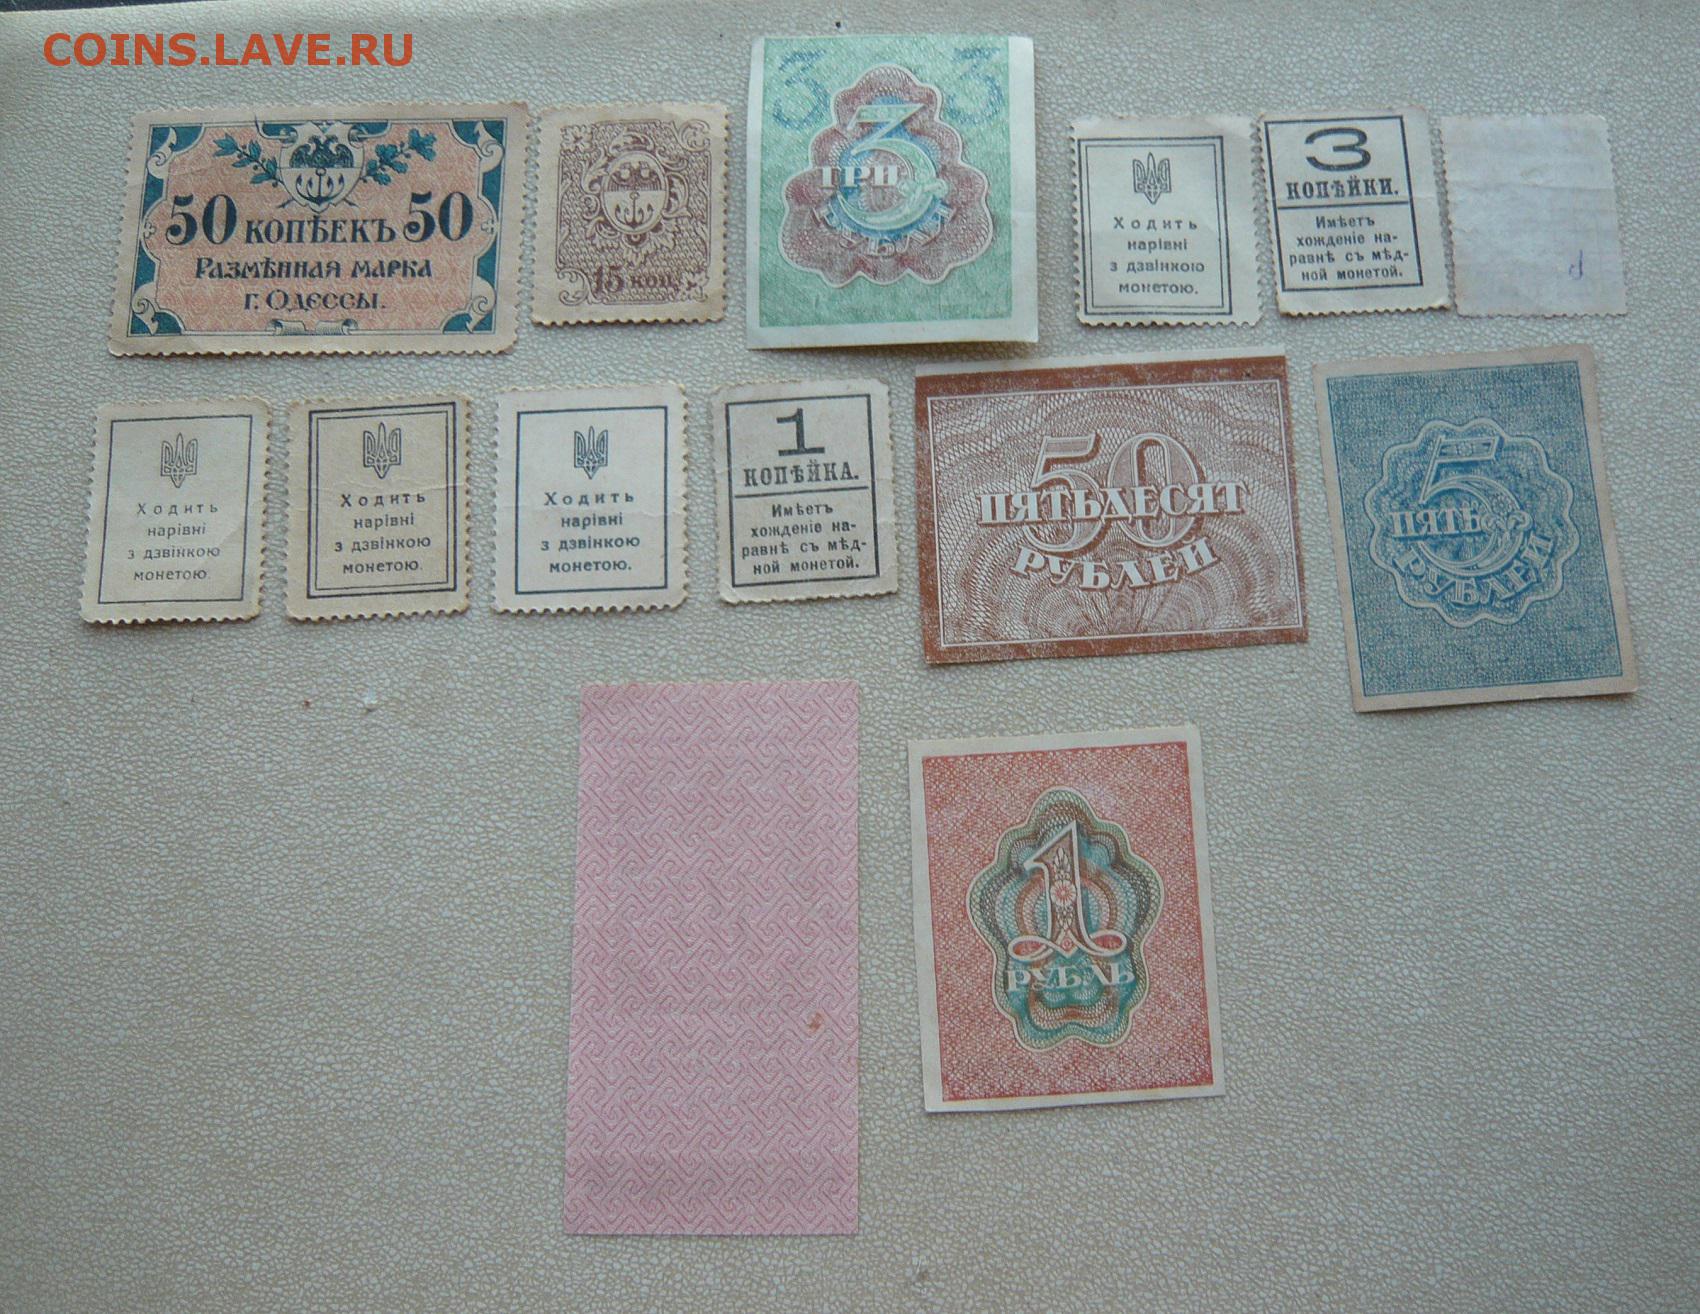 COINS.LAVE.RU
50 КОПѢЕКЪ 50
РАЗМѢННАЯ МАРКА
Г. ОДЕССЫ.
15 коп.
3 3
3
ТРИ
РУБЛЯ
Ходить
нарівні
з дзвінкою
монетою.
3
КОПѢЙКИ.
Имѣетъ
хожденіе на-
равнѣ съ мѣд-
ной монетой.
Ходить
нарівні
з дзвінкою
монетою.
Ходить
нарівні
з дзвінкою
монетою.
Ходить
нарівні
з дзвінкою
монетою.
1
КОПѢЙКА.
Имѣетъ
хожденіе на-
равнѣ съ мѣд-
ной монетой.
50
ПЯТЬДЕСЯТ
РУБЛЕЙ
5
ПЯТЬ
РУБЛЕЙ
1
РУБЛЬ